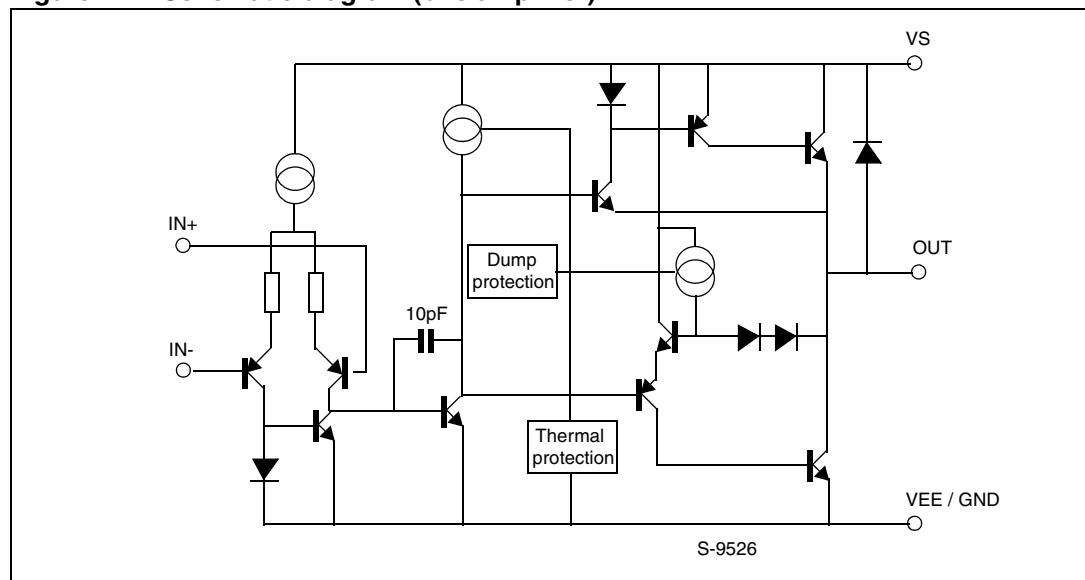 VS
IN+
OUT
Dump
protection
10pF
IN-
Thermal
protection
VEE / GND
S-9526